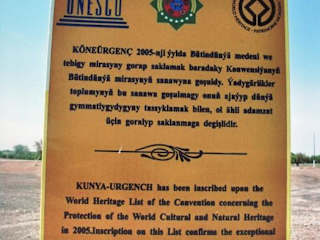 UNESCO
KÖNEÜRGENÇ 2005-nji ýylda Bütindünýä medeni we
tebigy mirasyny gorap saklamak baradaky Konwensiýanyň
Bütindünýä mirasynyň sanawyna goşuldy. Ýadygärlikler
toplumynyň bu sanawa goşulmagy onuň ajaýyp dünýä
gymmatlygydygyny tassyklamak bilen, ol ähli adamzat
üçin goralyp saklanmaga degişlidir.
KUNYA-URGENCH has been inscribed upon the
World Heritage List of the Convention concerning the
Protection of the World Cultural and Natural Heritage
in 2005.Inscription on this List confirms the exceptional